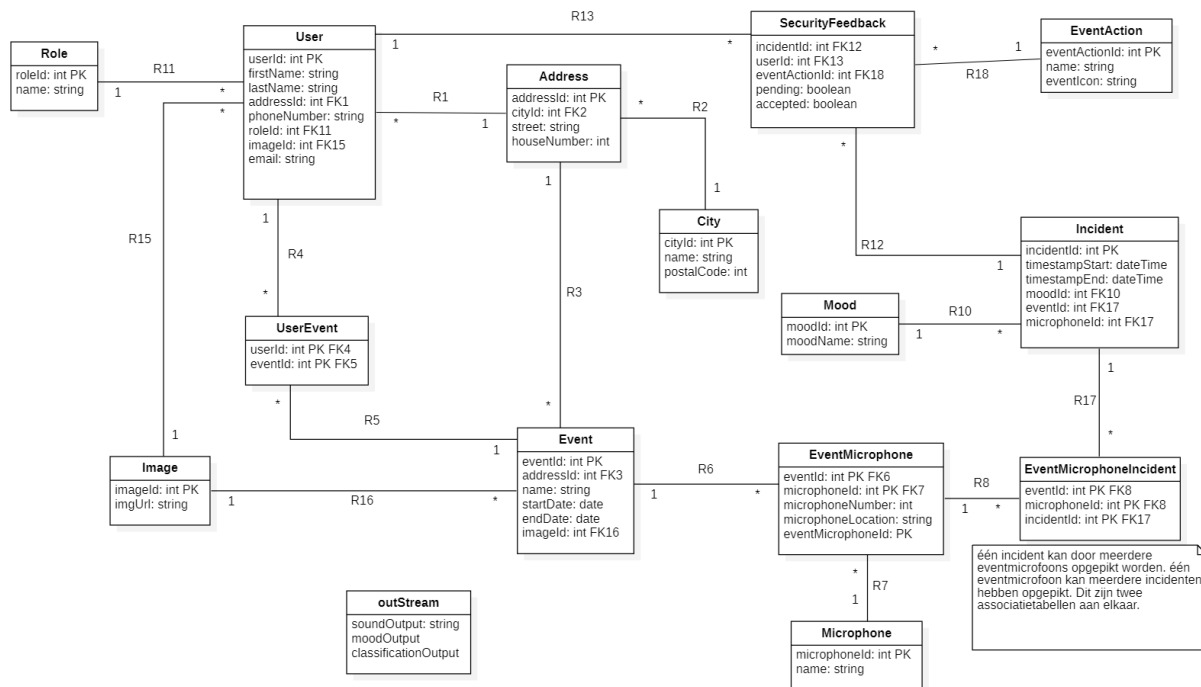 Role
roleId: int PK
name: string
R11
1
*
User
userId: int PK
firstName: string
lastName: string
addressId: int FK1
phoneNumber: string
roleId: int FK11
imageId: int FK15
email: string
R13
1
*
R1
*
1
Address
addressId: int PK
cityId: int FK2
street: string
houseNumber: int
R2
*
1
City
cityId: int PK
name: string
postalCode: int
SecurityFeedback
incidentId: int FK12
userId: int FK13
eventActionId: int FK18
pending: boolean
accepted: boolean
R18
*
1
EventAction
eventActionId: int PK
name: string
eventIcon: string
R12
*
1
Incident
incidentId: int PK
timestampStart: dateTime
timestampEnd: dateTime
moodId: int FK10
eventId: int FK17
microphoneId: int FK17
R10
1
*
Mood
moodId: int PK
moodName: string
R15
*
1
R4
1
*
UserEvent
userId: int PK FK4
eventId: int PK FK5
R5
*
1
R3
1
*
Image
imageId: int PK
imgUrl: string
R16
1
*
Event
eventId: int PK
addressId: int FK3
name: string
startDate: date
endDate: date
imageId: int FK16
R6
1
*
EventMicrophone
eventId: int PK FK6
microphoneId: int PK FK7
microphoneNumber: int
microphoneLocation: string
eventMicrophoneId: PK
R8
1
*
R17
1
*
EventMicrophoneIncident
eventId: int PK FK8
microphoneId: int PK FK8
incidentId: int PK FK17
één incident kan door meerdere
eventmicrofoons opgepikt worden. één
eventmicrofoon kan meerdere incidenten
hebben opgepikt. Dit zijn twee
associatietabellen aan elkaar.
R7
*
1
Microphone
microphoneId: int PK
name: string
outStream
soundOutput: string
moodOutput
classificationOutput